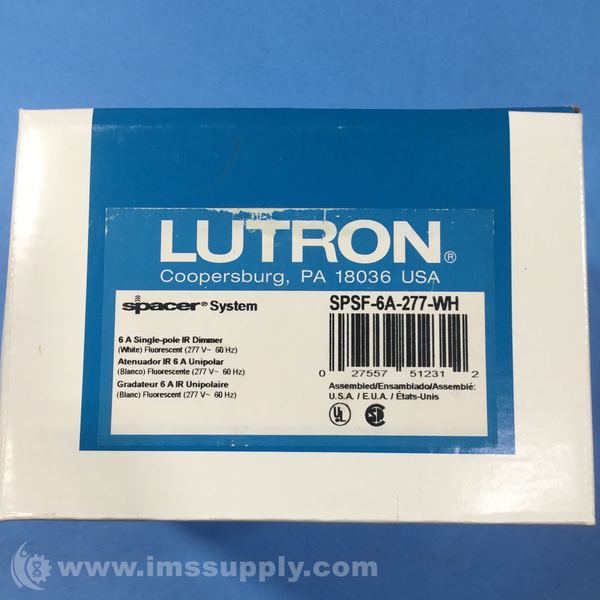 LUTRON®
Coopersburg, PA 18036 USA
spacer® System
6 A Single-pole IR Dimmer
(White) Fluorescent (277 V~ 60 Hz)
Atenuador IR 6 A Unipolar
(Blanco) Fluorescent (277 V~ 60 Hz)
Gradateur 6 A IR Unipolaire
(Blanc) Fluorescent (277 V~ 60 Hz)
SPSF-6A-277-WH
0 27557 51231 2
Assembled/Ensamblado/Assemblé:
U.S.A. / E.U.A. / États-Unis
UL
www.imssupply.com